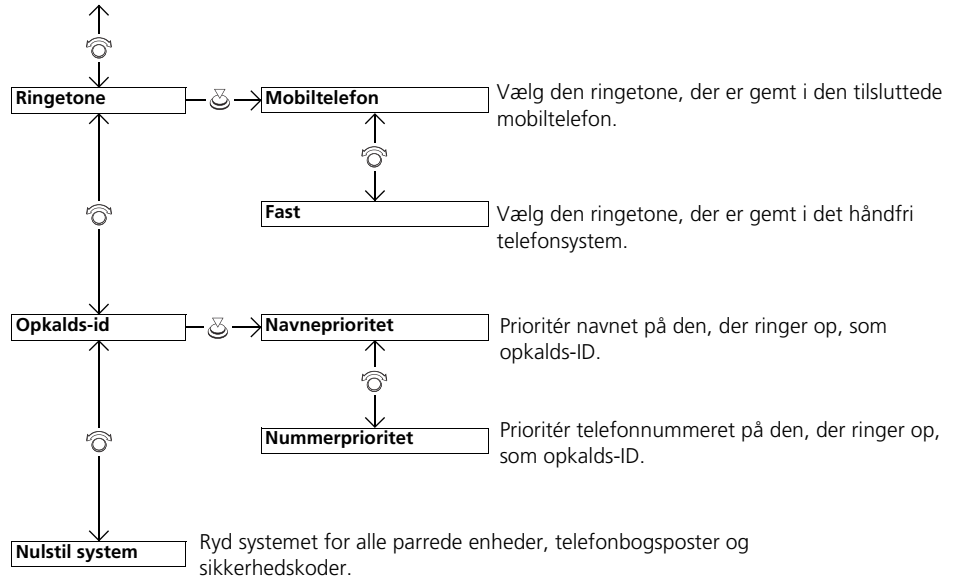 Ringetone
Mobiltelefon
Vælg den ringetone, der er gemt i den tilsluttede
mobiltelefon.
Fast
Vælg den ringetone, der er gemt i det håndfri
telefonsystem.
Opkalds-id
Navneprioritet
Prioritér navnet på den, der ringer op, som
opkalds-ID.
Nummerprioritet
Prioritér telefonnummeret på den, der ringer op,
som opkalds-ID.
Nulstil system
Ryd systemet for alle parrede enheder, telefonbogsposter og
sikkerhedskoder.